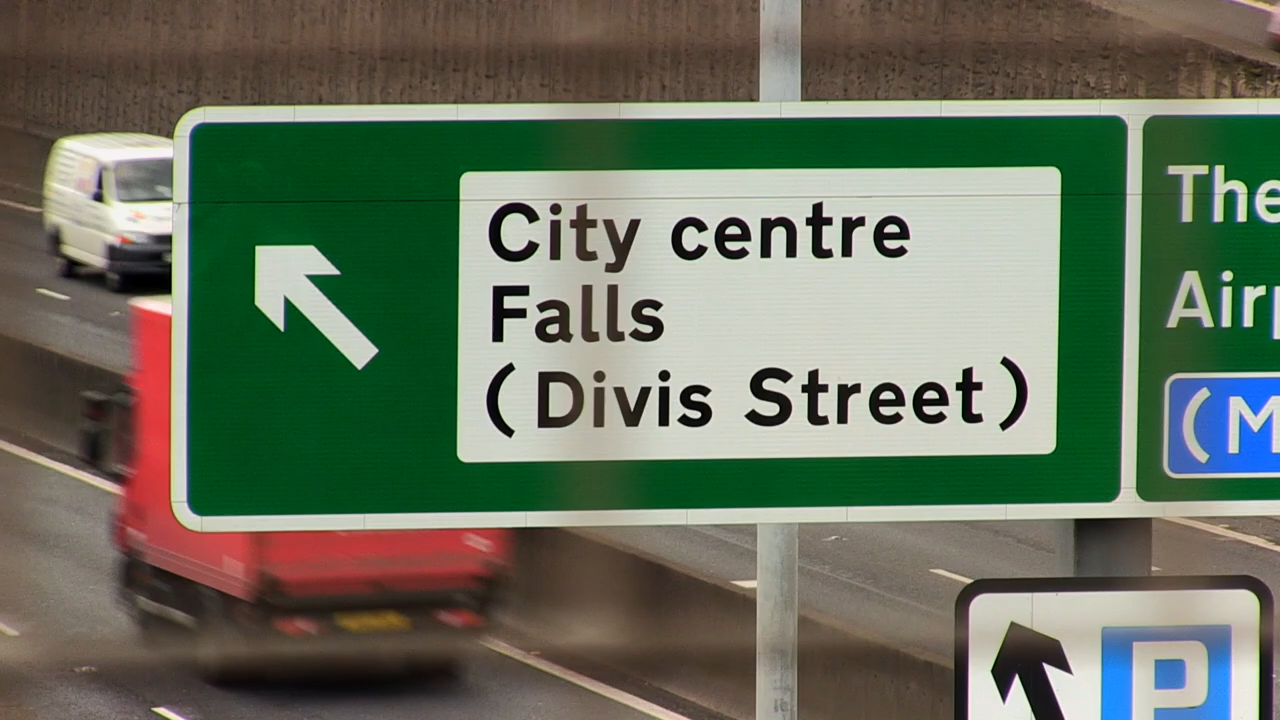 City centre
Falls
(Divis Street)
The
Air
(M
P